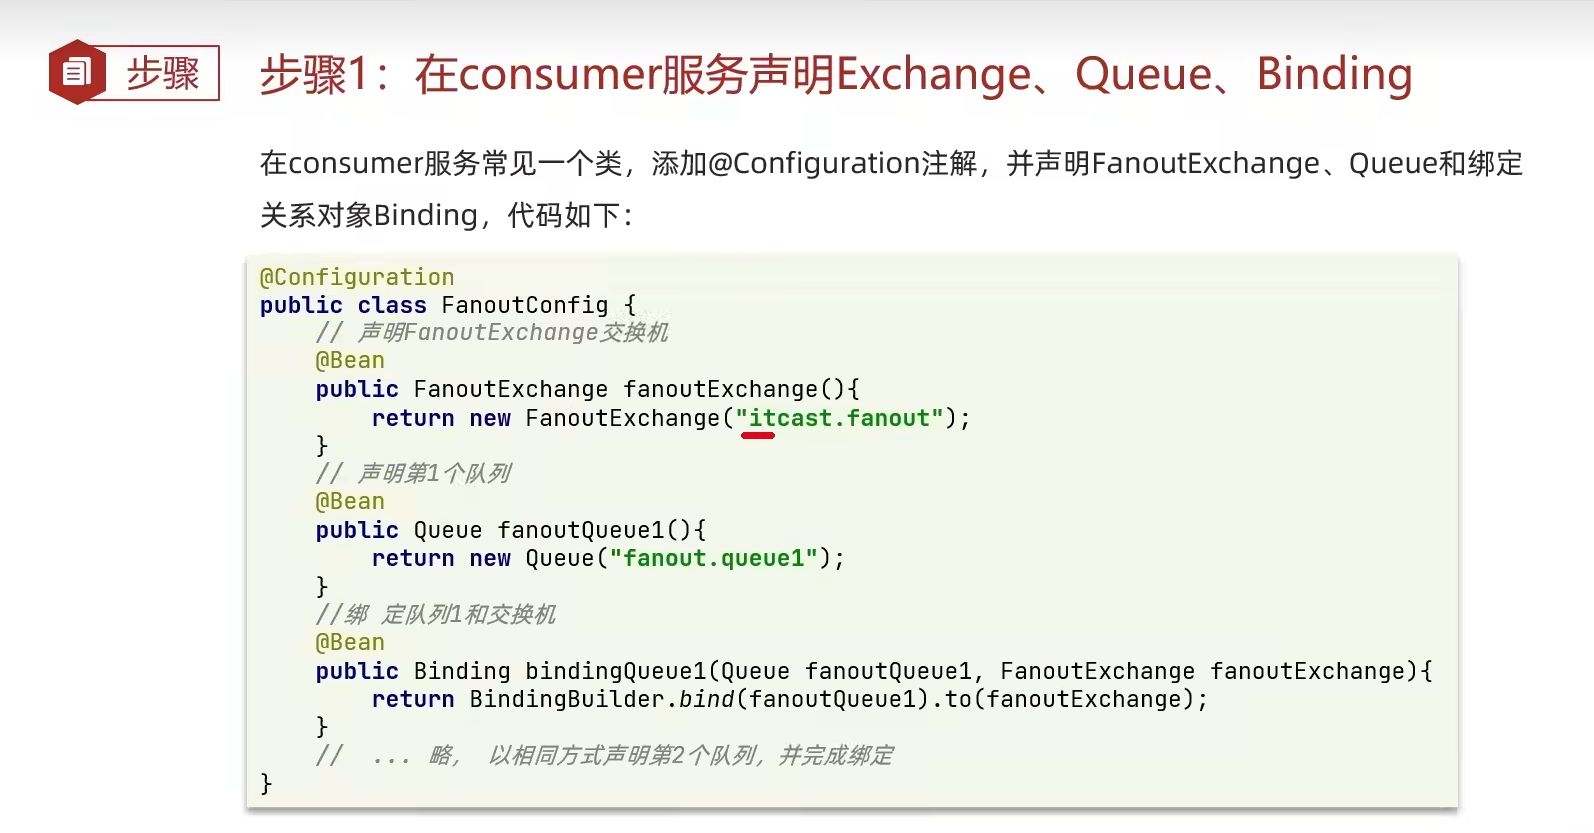 步骤
步骤1：在consumer服务声明Exchange、Queue、Binding
在consumer服务常见一个类，添加@Configuration注解，并声明FanoutExchange、Queue和绑定
关系对象Binding，代码如下：
@Configuration
public class FanoutConfig {
    // 声明FanoutExchange交换机
    @Bean
    public FanoutExchange fanoutExchange(){
        return new FanoutExchange("itcast.fanout");
    }
    // 声明第1个队列
    @Bean
    public Queue fanoutQueue1(){
        return new Queue("fanout.queue1");
    }
    //绑 定队列1和交换机
    @Bean
    public Binding bindingQueue1(Queue fanoutQueue1, FanoutExchange fanoutExchange){
        return BindingBuilder.bind(fanoutQueue1).to(fanoutExchange);
    }
    //  ... 略， 以相同方式声明第2个队列，并完成绑定
}